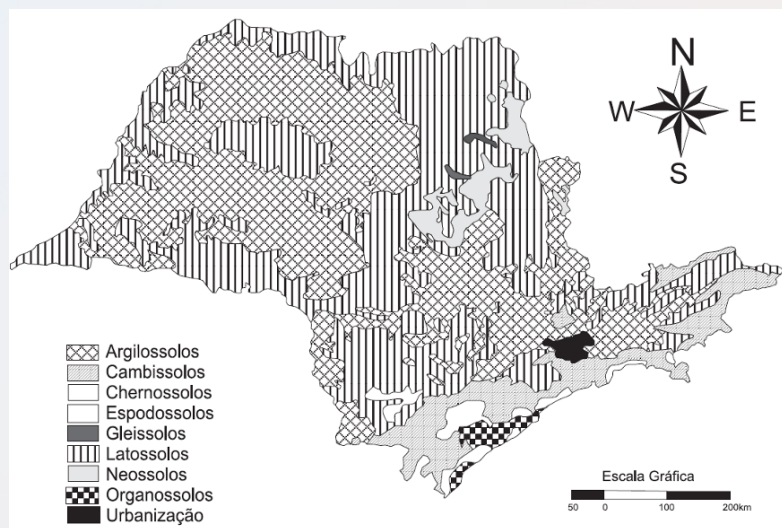 N
W E
S
Argilossolos
Cambissolos
Chernossolos
Espodossolos
Gleissolos
Latossolos
Neossolos
Organossolos
Urbanização
Escala Gráfica
50 0 100 200km